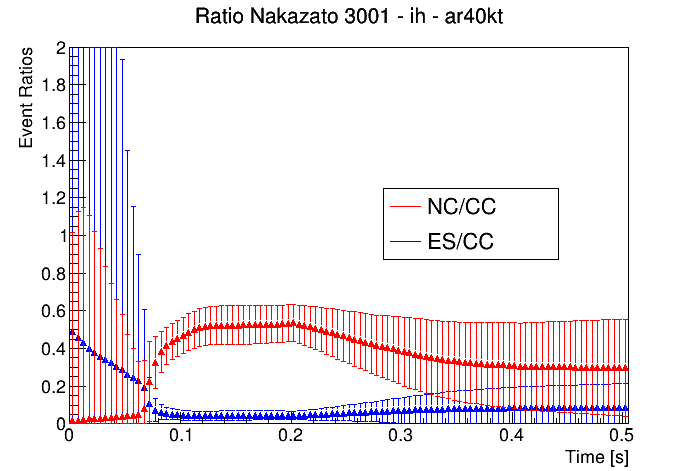 Ratio Nakazato 3001 - ih - ar40kt
Event Ratios
2
1.8
1.6
1.4
1.2
1
0.8
0.6
0.4
0.2
0
NC/CC
ES/CC
0 0.1 0.2 0.3 0.4 0.5
Time [s]